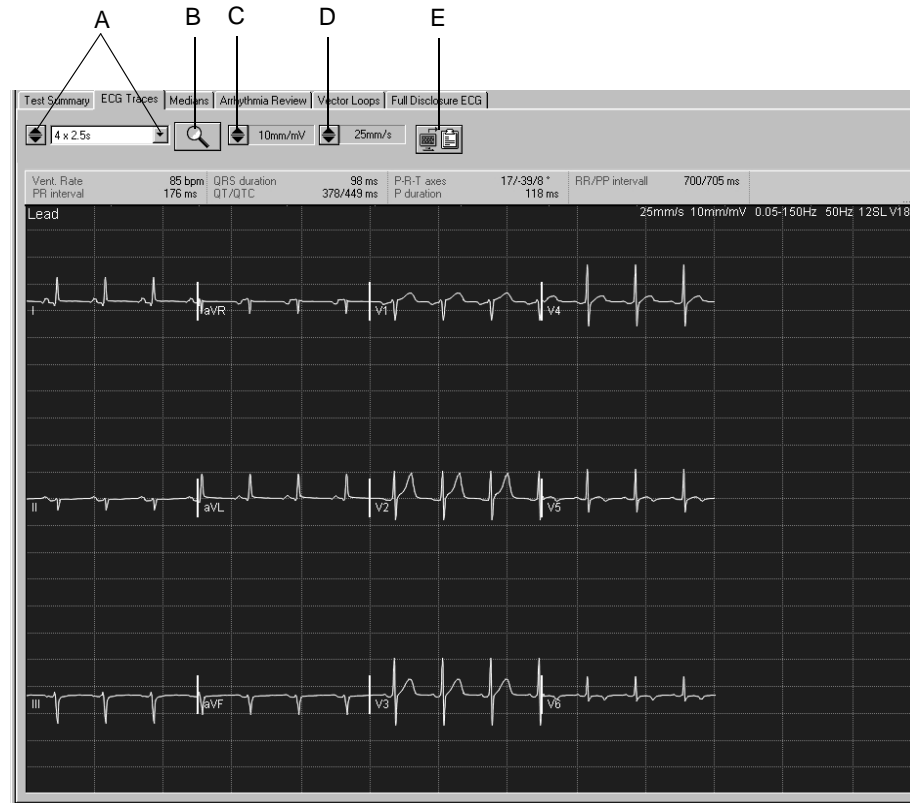 A B C D E
Test Summary ECG Traces Medians Arrhythmia Review Vector Loops Full Disclosure ECG
4 x 2.5s 10mm/mV 25mm/s
Vent. Rate 85 bpm QRS duration 98 ms P-R-T axes 17/-39/8 ° RR/PP intervall 700/705 ms
PR interval 176 ms QT/QTC 378/449 ms P duration 118 ms
Lead 25mm/s 10mm/mV 0.05-150Hz 50Hz 12SL V18
I aVR V1 V4
II aVL V2 V5
III aVF V3 V6